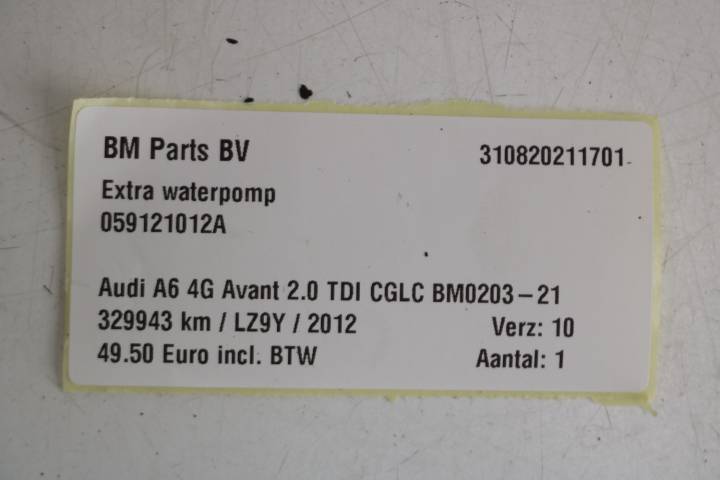 BM Parts BV 310820211701
Extra waterpomp
059121012A
Audi A6 4G Avant 2.0 TDI CGLC BM0203-21
329943 km / LZ9Y / 2012 Verz: 10
49.50 Euro incl. BTW Aantal: 1